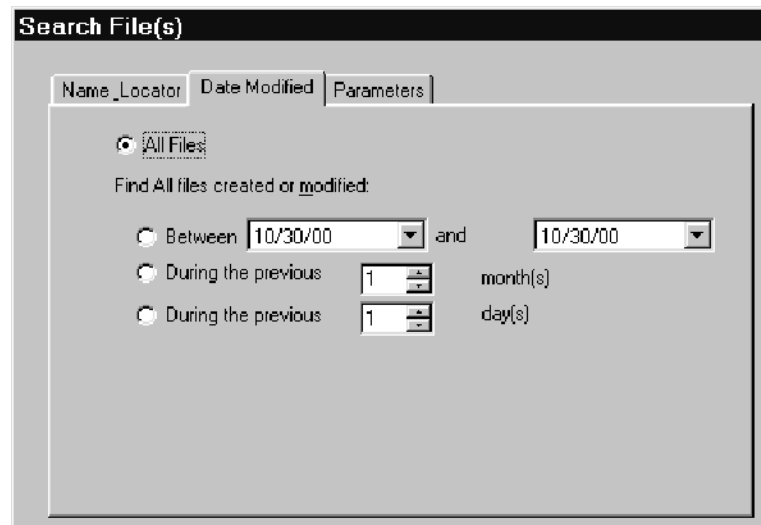 Search File(s)
Name_Locator Date Modified Parameters
All Files
Find All files created or modified:
Between 10/30/00 and 10/30/00
During the previous 1 month(s)
During the previous 1 day(s)